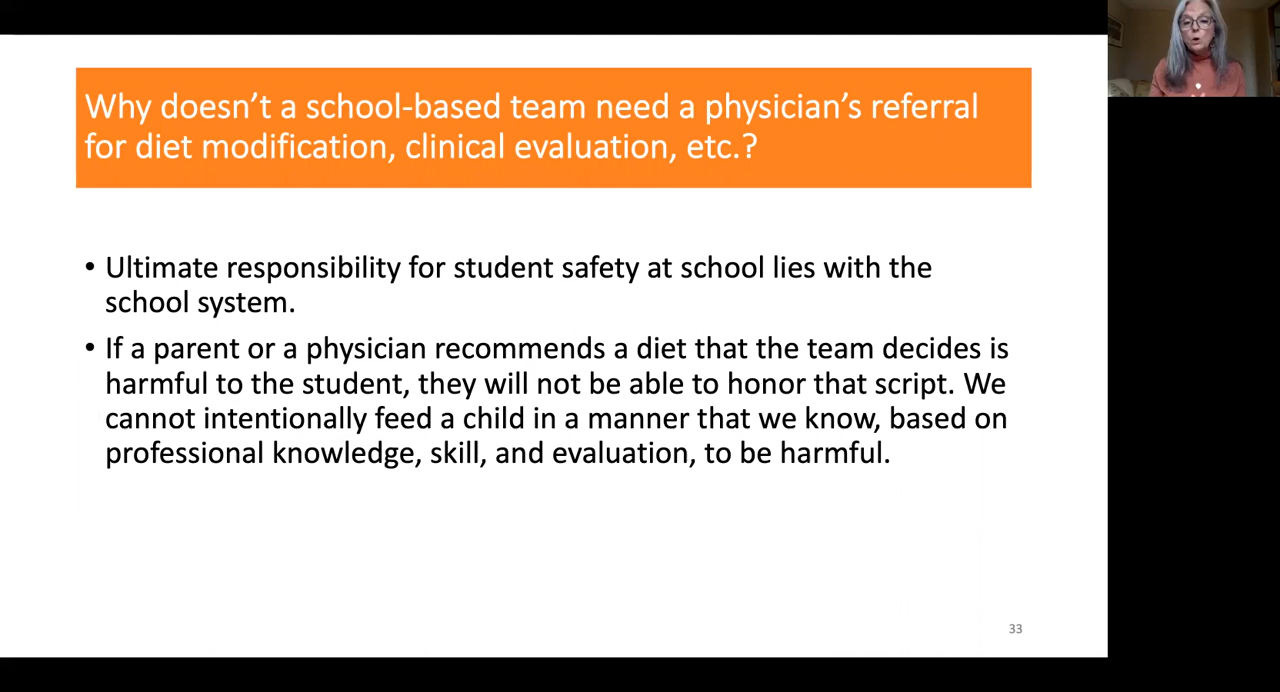 Why doesn’t a school-based team need a physician’s referral
for diet modification, clinical evaluation, etc.?
• Ultimate responsibility for student safety at school lies with the
school system.
• If a parent or a physician recommends a diet that the team decides is
harmful to the student, they will not be able to honor that script. We
cannot intentionally feed a child in a manner that we know, based on
professional knowledge, skill, and evaluation, to be harmful.
33